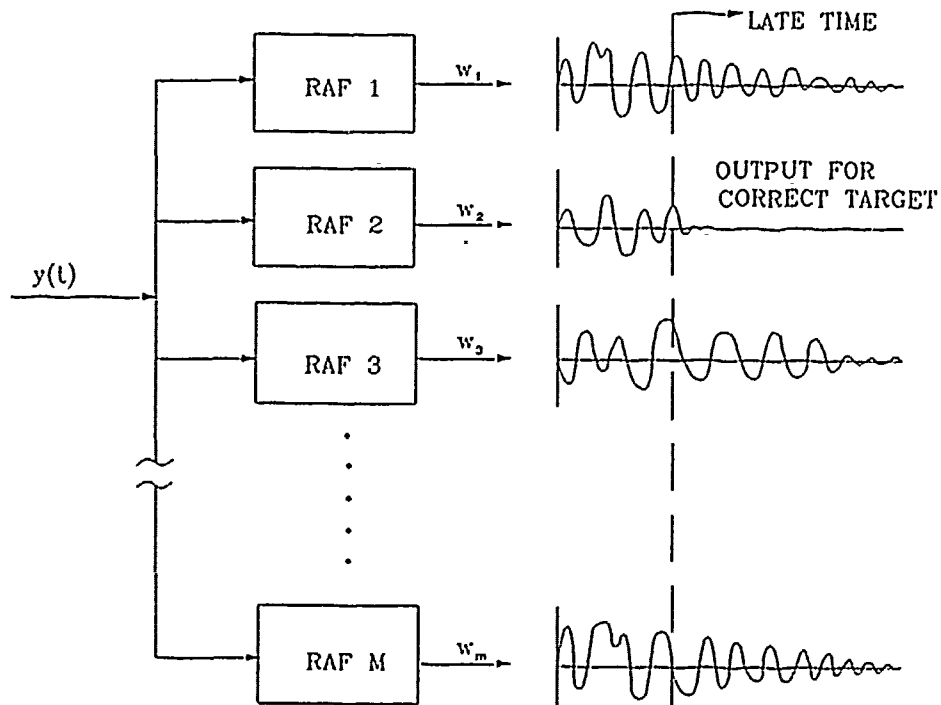 LATE TIME
RAF 1
w₁
OUTPUT FOR
CORRECT TARGET
RAF 2
w₂
y(t)
RAF 3
w₃
RAF M
wₘ